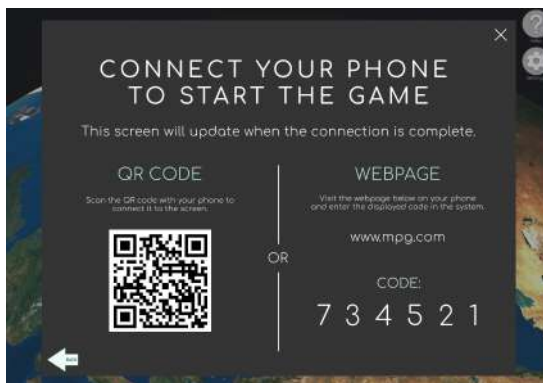 CONNECT YOUR PHONE
TO START THE GAME
This screen will update when the connection is complete.
QR CODE
Scan the QR code with your phone to
connect it to the screen.
OR
WEBPAGE
Visit the webpage below on your phone
and enter the displayed code in the system.
www.mpg.com
CODE:
7 3 4 5 2 1